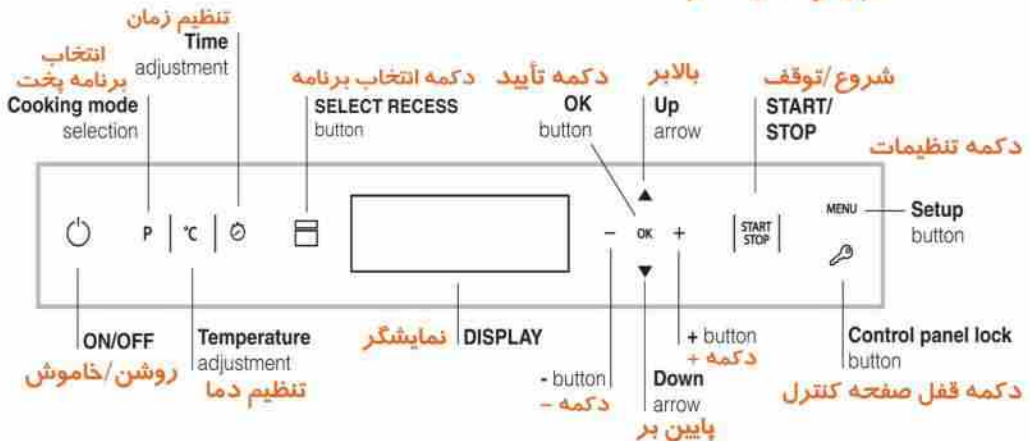 تنظیم زمان
Time
adjustment
انتخاب
برنامه پخت
Cooking mode
selection
دکمه انتخاب برنامه
SELECT RECESS
button
دکمه تأیید
OK
button
بالابر
Up
arrow
شروع/توقف
START/
STOP
دکمه تنظیمات
P
℃
OK
START
STOP
MENU
Setup
button
ON/OFF
روشن/خاموش
Temperature
adjustment
تنظیم دما
نمایشگر DISPLAY
- button
دکمه -
Down
arrow
پایین بر
+ button
دکمه +
Control panel lock
button
دکمه قفل صفحه کنترل